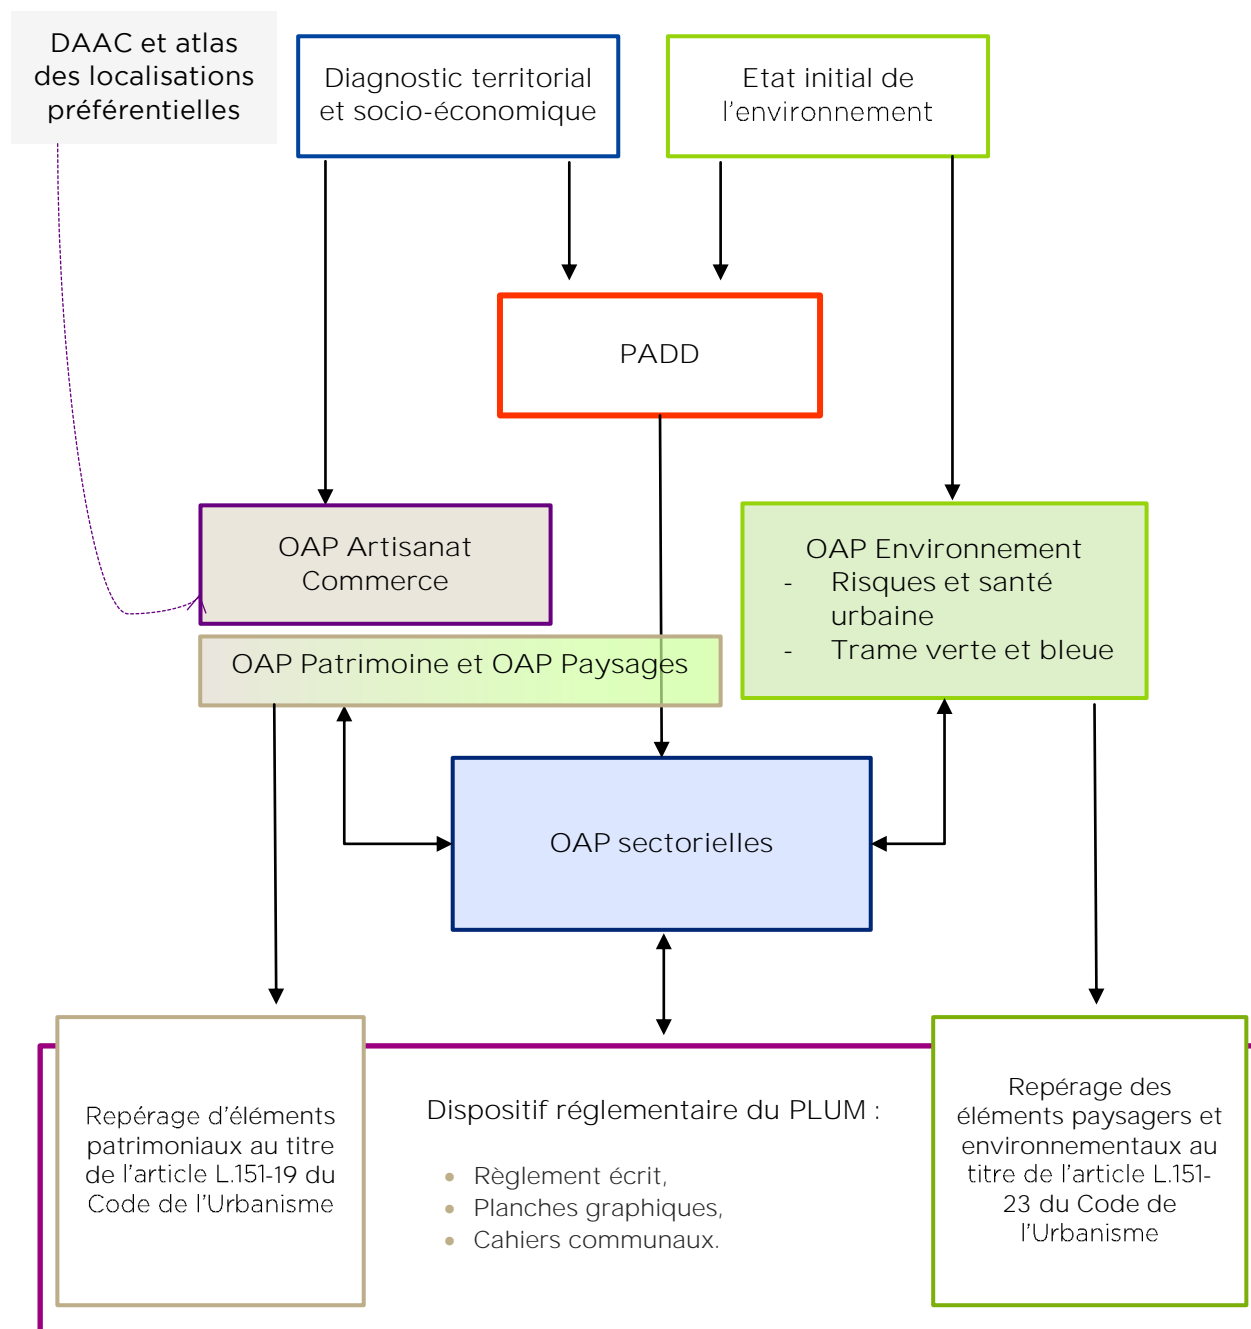 DAAC et atlas
des localisations
préférentielles
Diagnostic territorial
et socio-économique
Etat initial de
l'environnement
PADD
OAP Artisanat
Commerce
OAP Environnement
- Risques et santé
urbaine
- Trame verte et bleue
OAP Patrimoine et OAP Paysages
OAP sectorielles
Repérage d'éléments
patrimoniaux au titre
de l'article L.151-19 du
Code de l'Urbanisme
Dispositif réglementaire du PLUM :
• Règlement écrit,
• Planches graphiques,
• Cahiers communaux.
Repérage des
éléments paysagers et
environnementaux au
titre de l'article L.151-
23 du Code de
l'Urbanisme